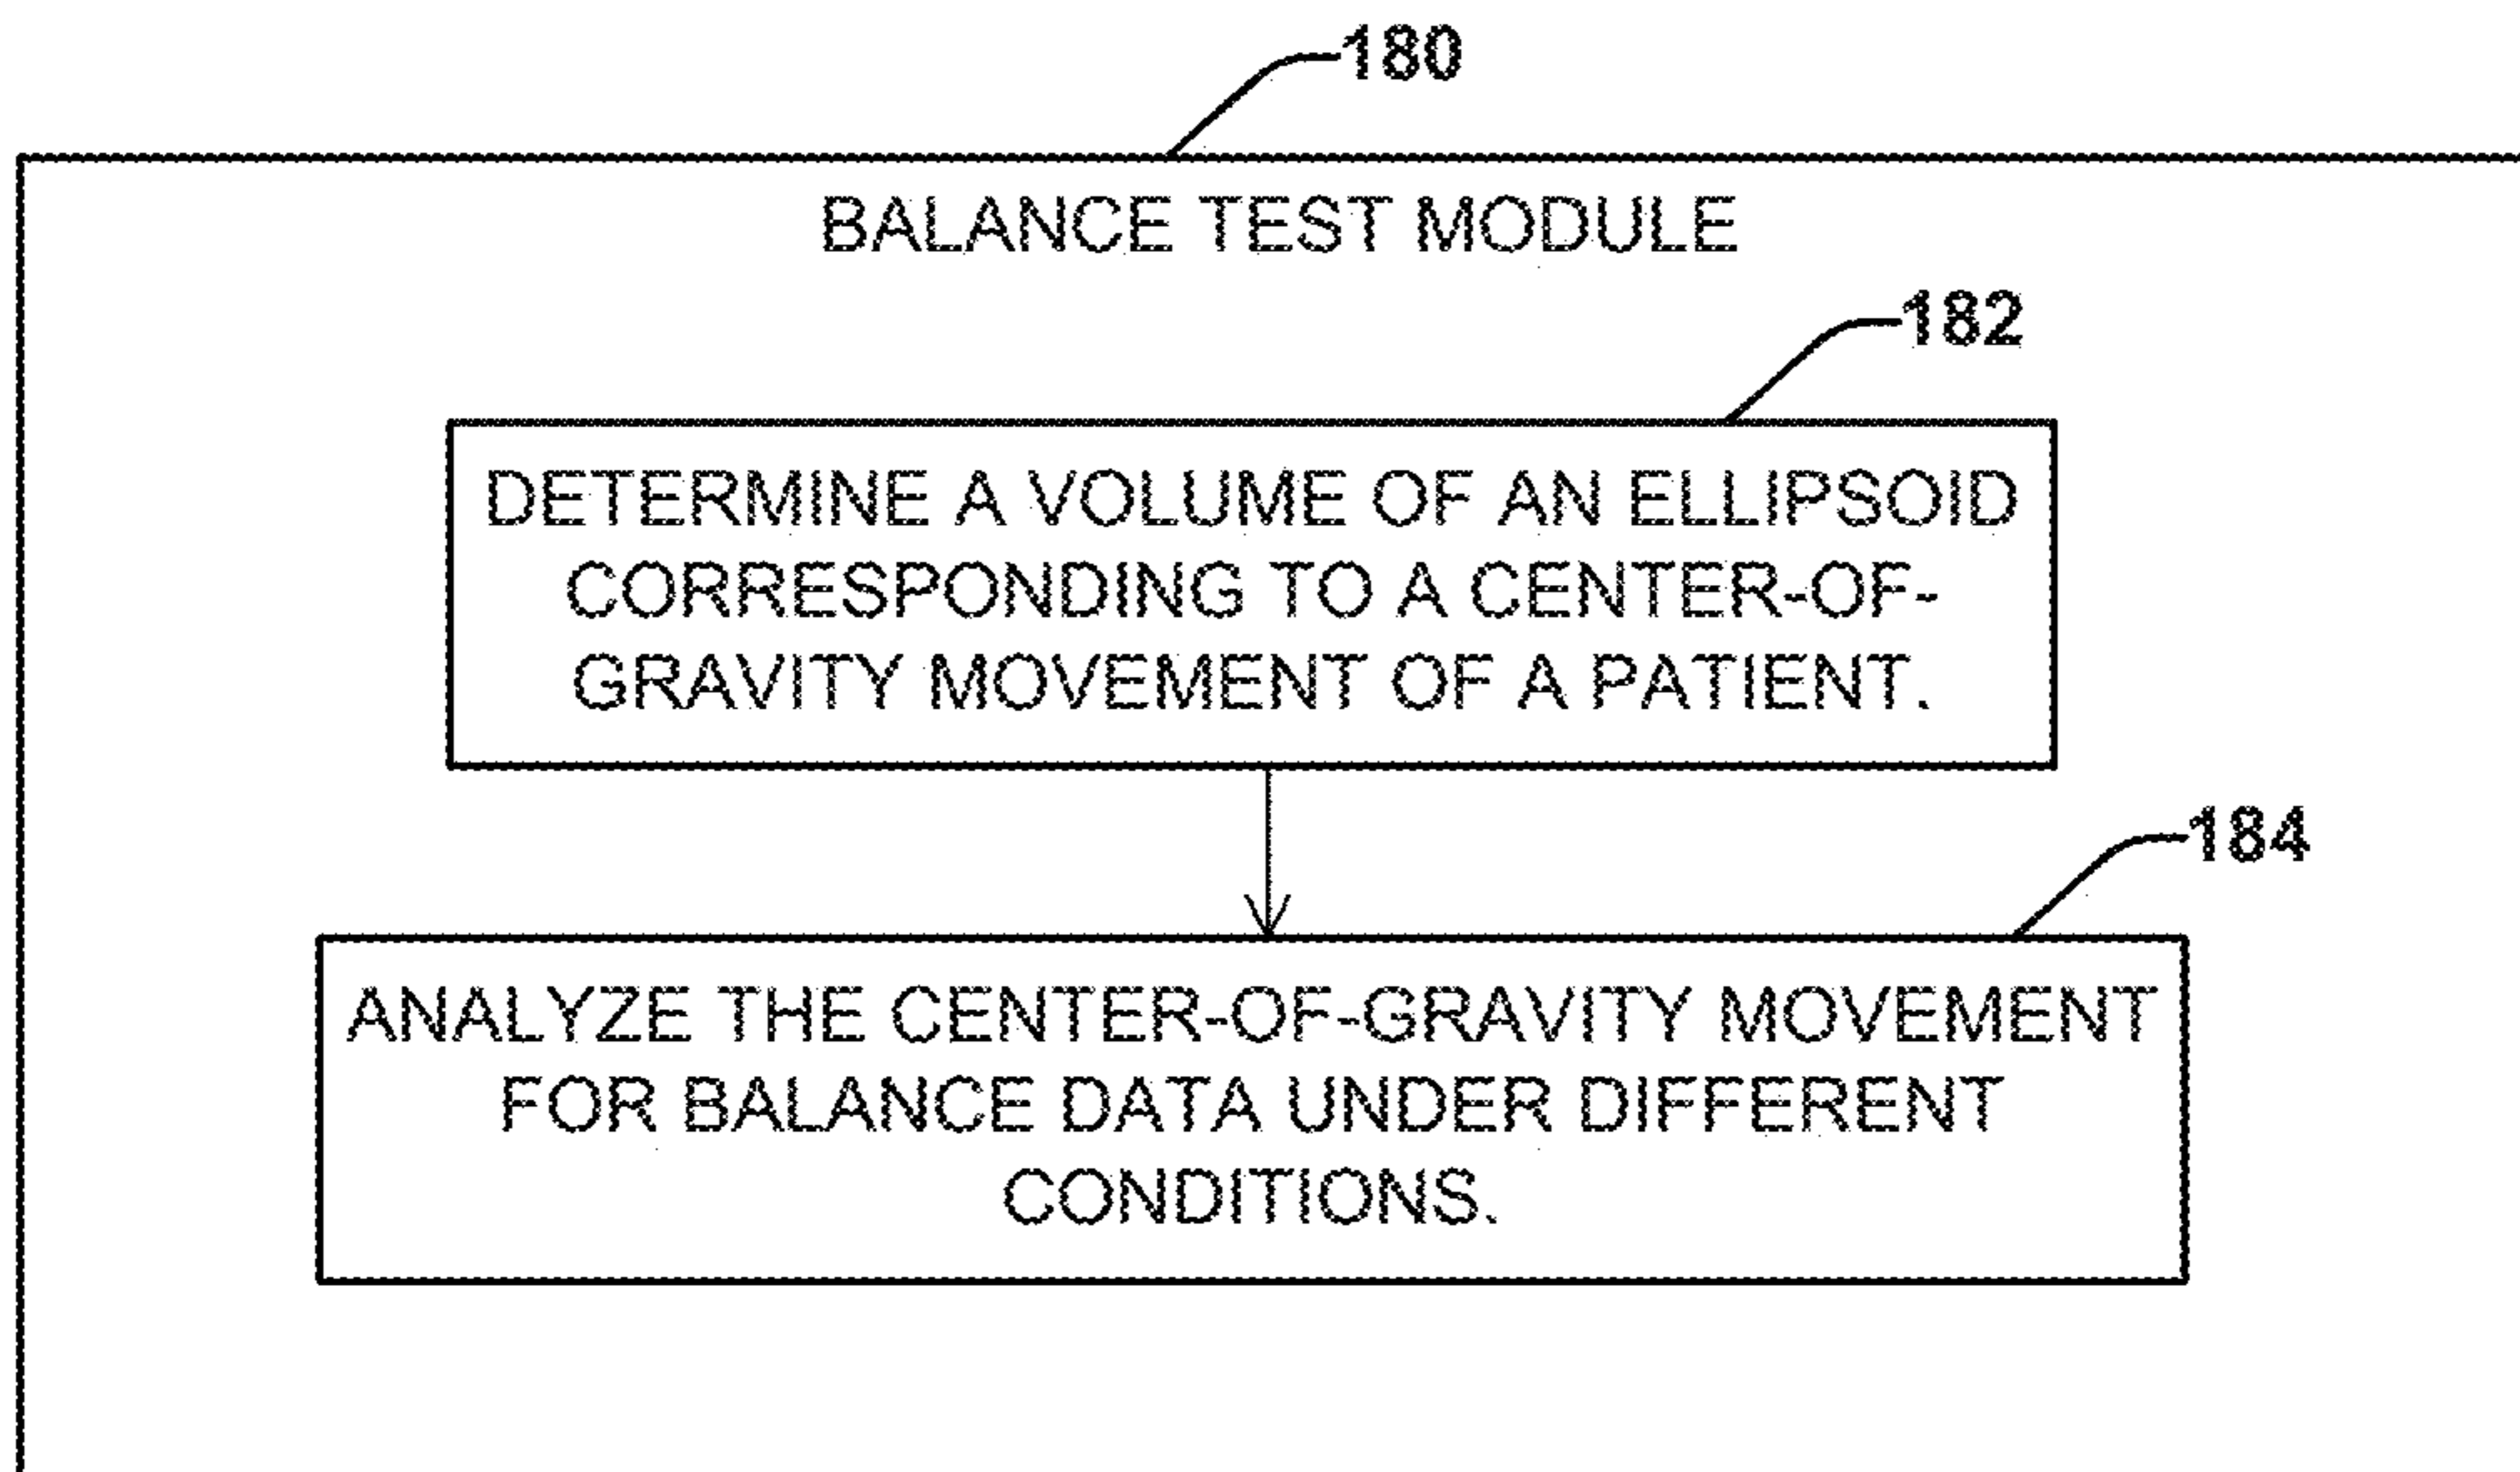 180
BALANCE TEST MODULE
182
DETERMINE A VOLUME OF AN ELLIPSOID
CORRESPONDING TO A CENTER-OF-
GRAVITY MOVEMENT OF A PATIENT.
184
ANALYZE THE CENTER-OF-GRAVITY MOVEMENT
FOR BALANCE DATA UNDER DIFFERENT
CONDITIONS.